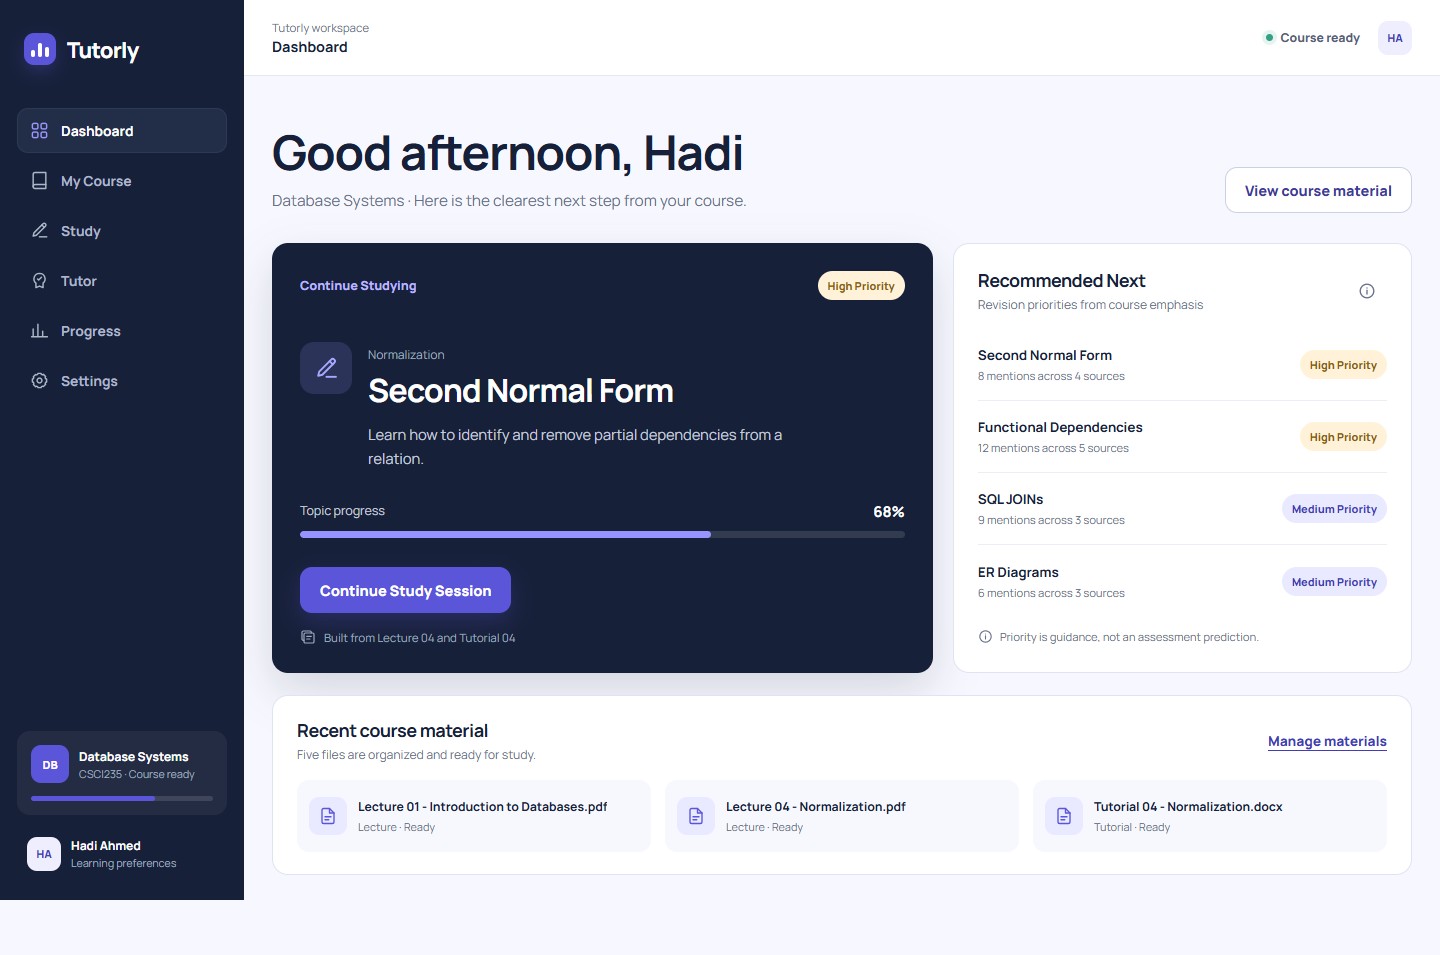 Tutorly
Dashboard
My Course
Study
Tutor
Progress
Settings
DB
Database Systems
CSCI235 · Course ready
HA
Hadi Ahmed
Learning preferences
Tutorly workspace
Dashboard
Course ready
HA
Good afternoon, Hadi
Database Systems · Here is the clearest next step from your course.
View course material
Continue Studying
High Priority
Normalization
Second Normal Form
Learn how to identify and remove partial dependencies from a
relation.
Topic progress
68%
Continue Study Session
Built from Lecture 04 and Tutorial 04
Recommended Next
Revision priorities from course emphasis
Second Normal Form
8 mentions across 4 sources
High Priority
Functional Dependencies
12 mentions across 5 sources
High Priority
SQL JOINs
9 mentions across 3 sources
Medium Priority
ER Diagrams
6 mentions across 3 sources
Medium Priority
Priority is guidance, not an assessment prediction.
Recent course material
Five files are organized and ready for study.
Manage materials
Lecture 01 - Introduction to Databases.pdf
Lecture · Ready
Lecture 04 - Normalization.pdf
Lecture · Ready
Tutorial 04 - Normalization.docx
Tutorial · Ready